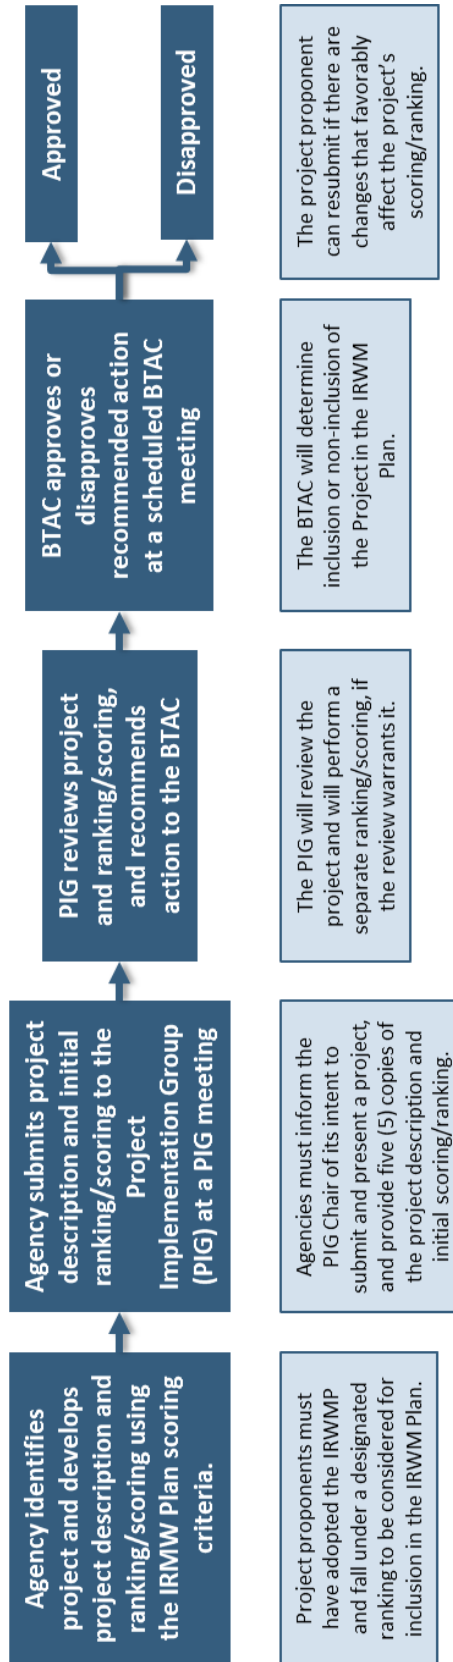 Agency identifies
project and develops
project description and
ranking/scoring using
the IRMW Plan scoring
criteria.
Agency submits project
description and initial
ranking/scoring to the
Project
Implementation Group
(PIG) at a PIG meeting
PIG reviews project
and ranking/scoring,
and recommends
action to the BTAC
BTAC approves or
disapproves
recommended action
at a scheduled BTAC
meeting
Approved
Disapproved
Project proponents must
have adopted the IRWMP
and fall under a designated
ranking to be considered for
inclusion in the IRWM Plan.
Agencies must inform the
PIG Chair of its intent to
submit and present a project,
and provide five (5) copies of
the project description and
initial scoring/ranking.
The PIG will review the
project and will perform a
separate ranking/scoring, if
the review warrants it.
The BTAC will determine
inclusion or non-inclusion of
the Project in the IRWM
Plan.
The project proponent
can resubmit if there are
changes that favorably
affect the project's
scoring/ranking.